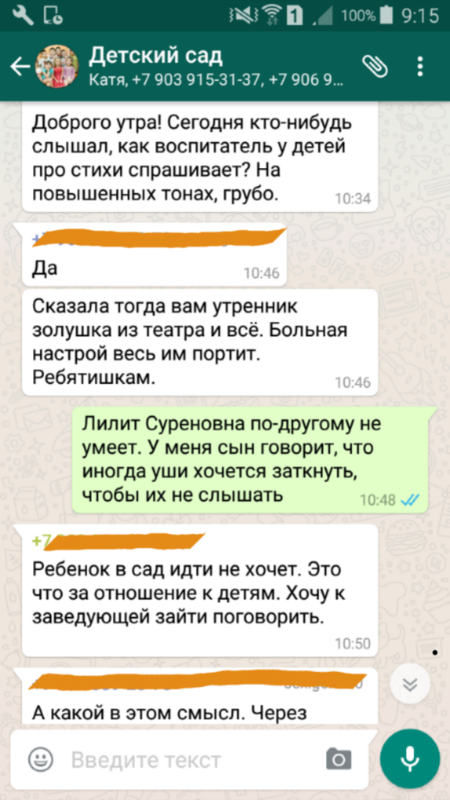 1 100% 9:15
Детский сад
Катя, +7 903 915-31-37, +7 906 9...
Доброго утра! Сегодня кто-нибудь
слышал, как воспитатель у детей
про стихи спрашивает? На
повышенных тонах, грубо.
10:34
Да
10:46
Сказала тогда вам утренник
золушка из театра и всё. Больная
настрой весь им портит.
Ребятишкам.
10:46
Лилит Суреновна по-другому не
умеет. У меня сын говорит, что
иногда уши хочется заткнуть,
чтобы их не слышать
10:48
+7
Ребенок в сад идти не хочет. Это
что за отношение к детям. Хочу к
заведующей зайти поговорить.
10:50
А какой в этом смысл. Через
Введите текст